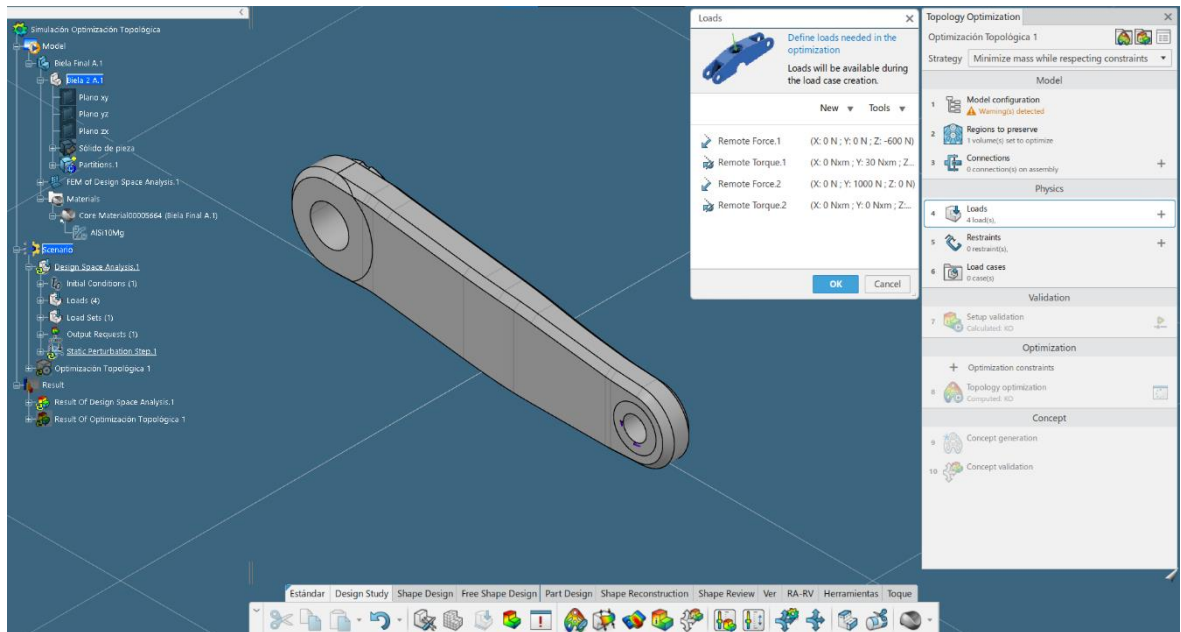 Simulación Optimización Topológica
Model
Biela Final A.1
Biela 2 A.1
Plano xy
Plano yz
Plano zx
Sólido de pieza
Partitions.1
FEM of Design Space Analysis.1
Materials
Core Material00005664 (Biela Final A.1)
AlSi10Mg
Scenario
Design Space Analysis.1
Initial Conditions (1)
Loads (4)
Load Sets (1)
Output Requests (1)
Static Perturbation Step.1
Optimización Topológica 1
Result
Result Of Design Space Analysis.1
Result Of Optimización Topológica 1
Loads
Define loads needed in the
optimization
Loads will be available during
the load case creation.
New Tools
Remote Force.1 (X: 0 N ; Y: 0 N ; Z: -600 N)
Remote Torque.1 (X: 0 Nxm ; Y: 30 Nxm ; Z...
Remote Force.2 (X: 0 N ; Y: 1000 N ; Z: 0 N)
Remote Torque.2 (X: 0 Nxm ; Y: 0 Nxm ; Z:...
OK Cancel
Topology Optimization
Optimización Topológica 1
Strategy Minimize mass while respecting constraints
Model
1 Model configuration
Warning(s) detected
2 Regions to preserve
1 volume(s) set to optimize
3 Connections
0 connection(s) on assembly
Physics
4 Loads
4 load(s),
5 Restraints
0 restraint(s),
6 Load cases
0 case(s)
Validation
7 Setup validation
Calculated: KO
Optimization
Optimization constraints
8 Topology optimization
Computed: KO
Concept
9 Concept generation
10 Concept validation
Estándar Design Study Shape Design Free Shape Design Part Design Shape Reconstruction Shape Review Ver RA-RV Herramientas Toque